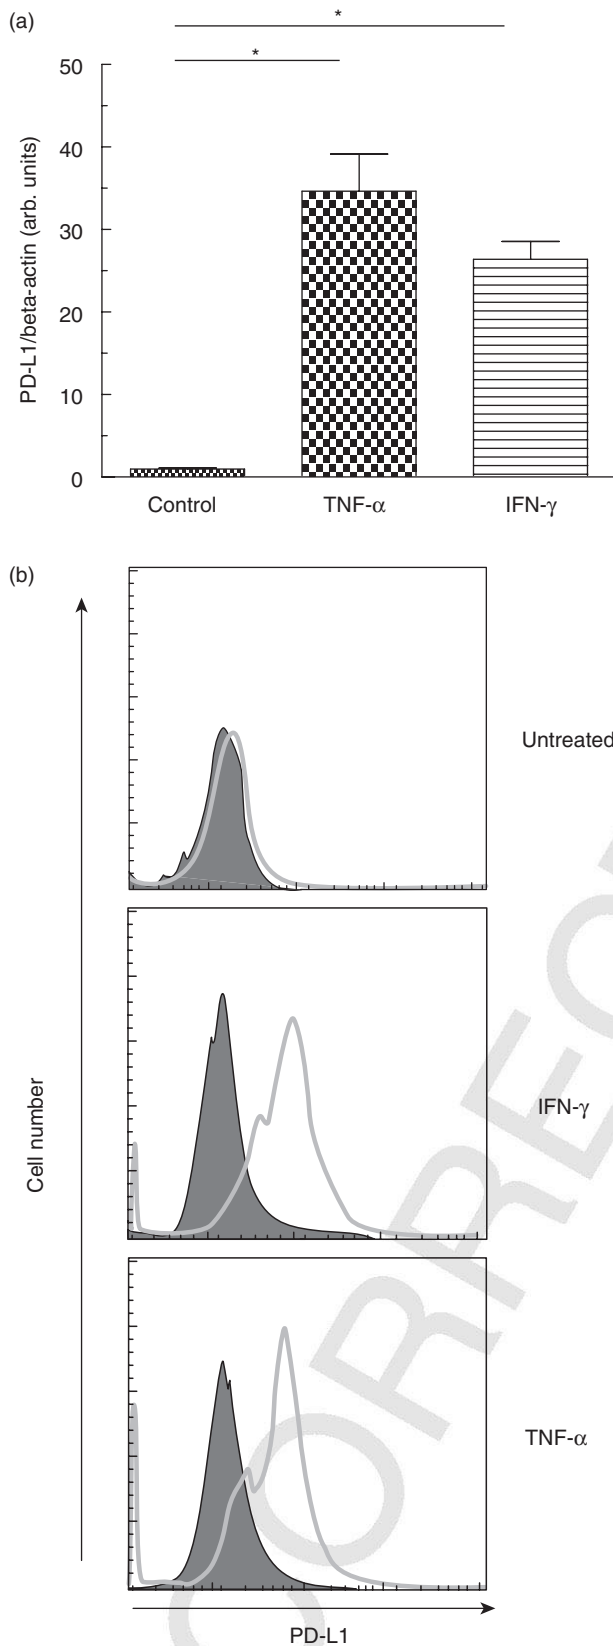 (a)
*
*
50
40
30
20
10
0
PD-L1/beta-actin (arb. units)
Control TNF-α IFN-γ
(b)
Untreated
IFN-γ
TNF-α
Cell number
PD-L1
ORREC